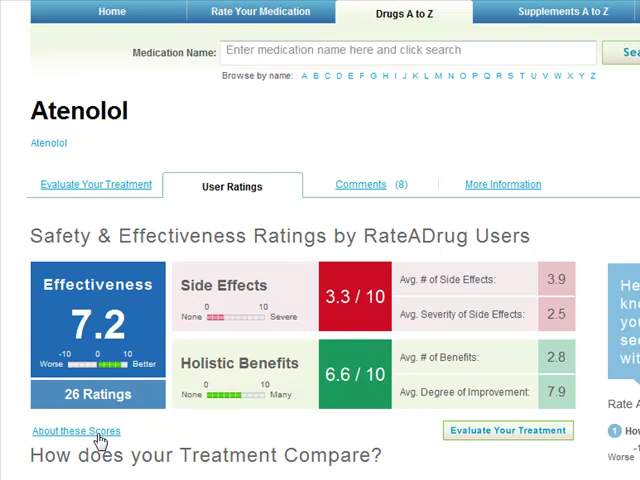 Home Rate Your Medication Drugs A to Z Supplements A to Z
Medication Name: Enter medication name here and click search
Browse by name: A B C D E F G H I J K L M N O P Q R S T U V W X Y Z
Atenolol
Atenolol
Evaluate Your Treatment User Ratings Comments (8) More Information
Safety & Effectiveness Ratings by RateADrug Users
Effectiveness
7.2
-10 0 10
Worse Better
26 Ratings
Side Effects
0 10
None Severe
3.3 / 10
Avg. # of Side Effects: 3.9
Avg. Severity of Side Effects: 2.5
Holistic Benefits
0 10
None Many
6.6 / 10
Avg. # of Benefits: 2.8
Avg. Degree of Improvement: 7.9
About these Scores
Evaluate Your Treatment
How does your Treatment Compare?
Rate A
1
-1
Worse